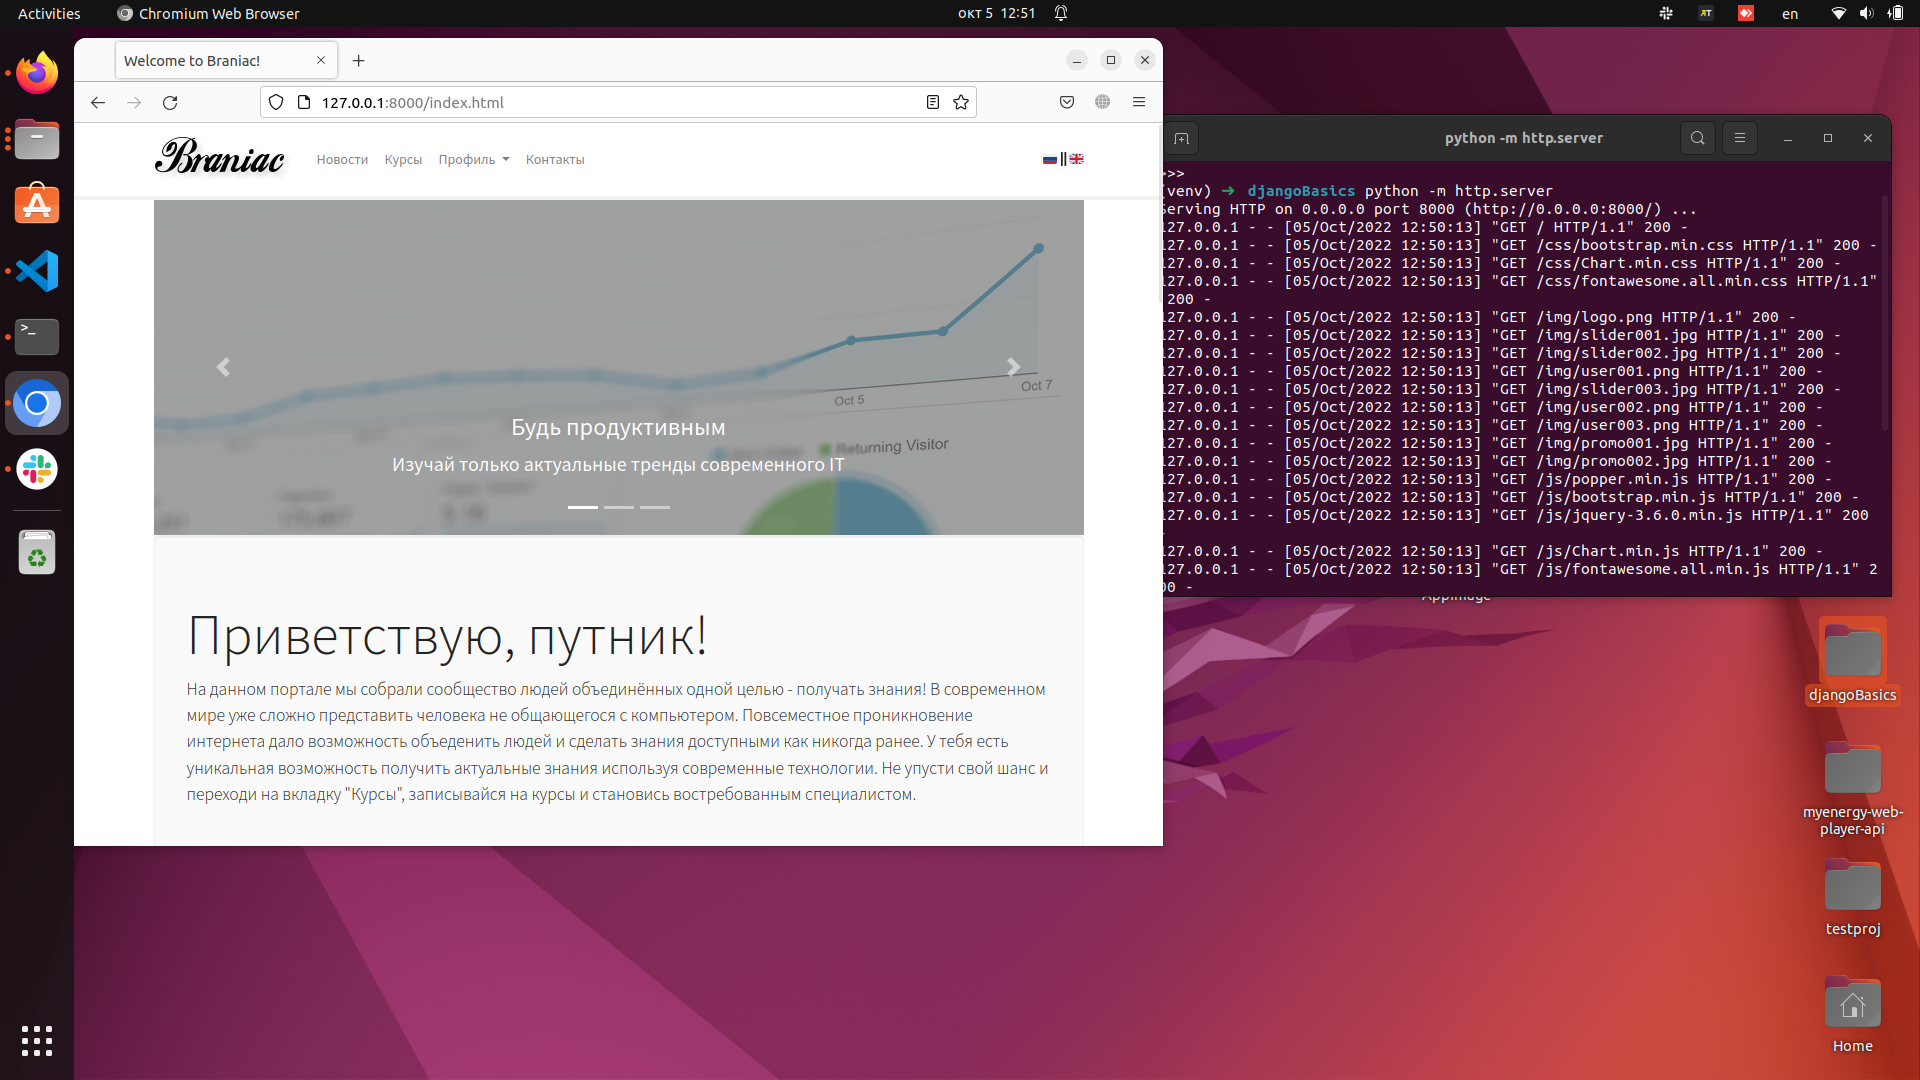 Activities
Chromium Web Browser
окт 5 12:51
en
Welcome to Braniac!
127.0.0.1:8000/index.html
Braniac
Новости
Курсы
Профиль
Контакты
Oct 5
Oct 7
Returning Visitor
Будь продуктивным
Изучай только актуальные тренды современного IT
Приветствую, путник!
На данном портале мы собрали сообщество людей объединённых одной целью - получать знания! В современном
мире уже сложно представить человека не общающегося с компьютером. Повсеместное проникновение
интернета дало возможность объеденить людей и сделать знания доступными как никогда ранее. У тебя есть
уникальная возможность получить актуальные знания используя современные технологии. Не упусти свой шанс и
переходи на вкладку "Курсы", записывайся на курсы и становись востребованным специалистом.
python -m http.server
>>>
(venv) ➜ djangoBasics python -m http.server
Serving HTTP on 0.0.0.0 port 8000 (http://0.0.0.0:8000/) ...
127.0.0.1 - - [05/Oct/2022 12:50:13] "GET / HTTP/1.1" 200 -
127.0.0.1 - - [05/Oct/2022 12:50:13] "GET /css/bootstrap.min.css HTTP/1.1" 200 -
127.0.0.1 - - [05/Oct/2022 12:50:13] "GET /css/Chart.min.css HTTP/1.1" 200 -
127.0.0.1 - - [05/Oct/2022 12:50:13] "GET /css/fontawesome.all.min.css HTTP/1.1"
200 -
127.0.0.1 - - [05/Oct/2022 12:50:13] "GET /img/logo.png HTTP/1.1" 200 -
127.0.0.1 - - [05/Oct/2022 12:50:13] "GET /img/slider001.jpg HTTP/1.1" 200 -
127.0.0.1 - - [05/Oct/2022 12:50:13] "GET /img/slider002.jpg HTTP/1.1" 200 -
127.0.0.1 - - [05/Oct/2022 12:50:13] "GET /img/user001.png HTTP/1.1" 200 -
127.0.0.1 - - [05/Oct/2022 12:50:13] "GET /img/slider003.jpg HTTP/1.1" 200 -
127.0.0.1 - - [05/Oct/2022 12:50:13] "GET /img/user002.png HTTP/1.1" 200 -
127.0.0.1 - - [05/Oct/2022 12:50:13] "GET /img/user003.png HTTP/1.1" 200 -
127.0.0.1 - - [05/Oct/2022 12:50:13] "GET /img/promo001.jpg HTTP/1.1" 200 -
127.0.0.1 - - [05/Oct/2022 12:50:13] "GET /img/promo002.jpg HTTP/1.1" 200 -
127.0.0.1 - - [05/Oct/2022 12:50:13] "GET /js/popper.min.js HTTP/1.1" 200 -
127.0.0.1 - - [05/Oct/2022 12:50:13] "GET /js/bootstrap.min.js HTTP/1.1" 200 -
127.0.0.1 - - [05/Oct/2022 12:50:13] "GET /js/jquery-3.6.0.min.js HTTP/1.1" 200
-
127.0.0.1 - - [05/Oct/2022 12:50:13] "GET /js/Chart.min.js HTTP/1.1" 200 -
127.0.0.1 - - [05/Oct/2022 12:50:13] "GET /js/fontawesome.all.min.js HTTP/1.1" 2
00 -
AppImage
djangoBasics
myenergy-web-
player-api
testproj
Home